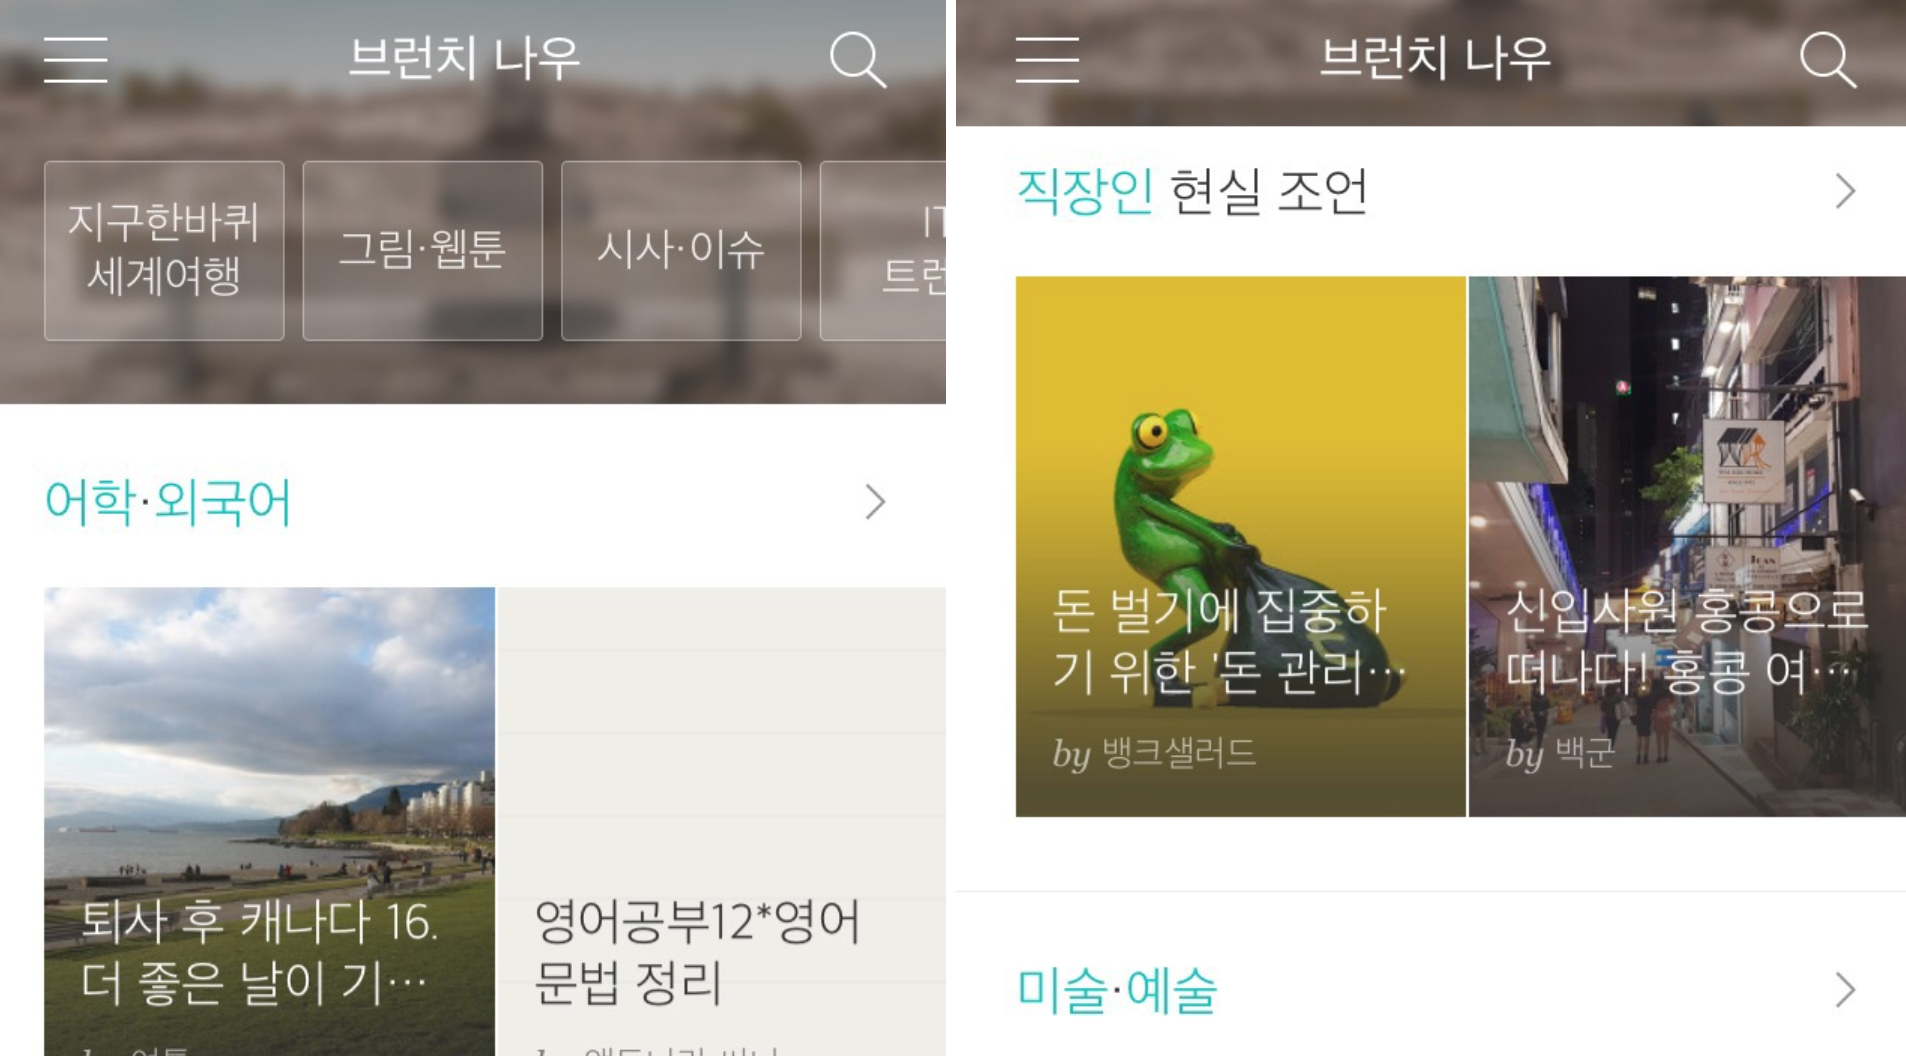 브런치 나우
지구한바퀴
세계여행
그림·웹툰
시사·이슈
IT
어학·외국어
퇴사 후 캐나다 16.
더 좋은 날이 기…
영어공부12*영어
문법 정리
브런치 나우
직장인 현실 조언
돈 벌기에 집중하
기 위한 '돈 관리…
by 뱅크샐러드
신입사원 홍콩으로
떠나다! 홍콩 여…
by 백군
미술·예술